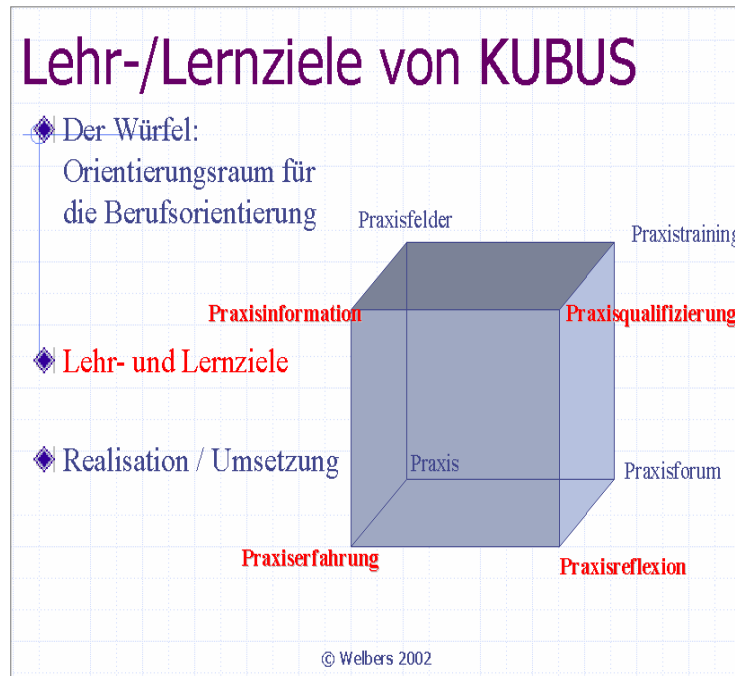 Lehr-/Lernziele von KUBUS
Der Würfel:
Orientierungsraum für
die Berufsorientierung
Praxisfelder
Praxistraining
Praxisinformation
Praxisqualifizierung
Lehr- und Lernziele
Realisation / Umsetzung
Praxis
Praxisforum
Praxiserfahrung
Praxisreflexion
© Welbers 2002